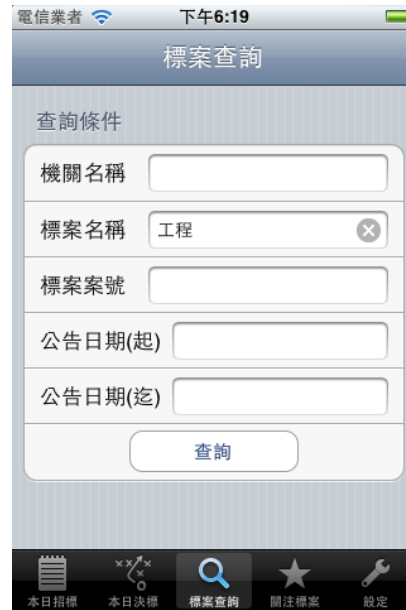 電信業者 下午6:19
標案查詢
查詢條件
機關名稱
標案名稱 工程
標案案號
公告日期(起)
公告日期(迄)
查詢
本日招標 本日決標 標案查詢 關注標案 設定